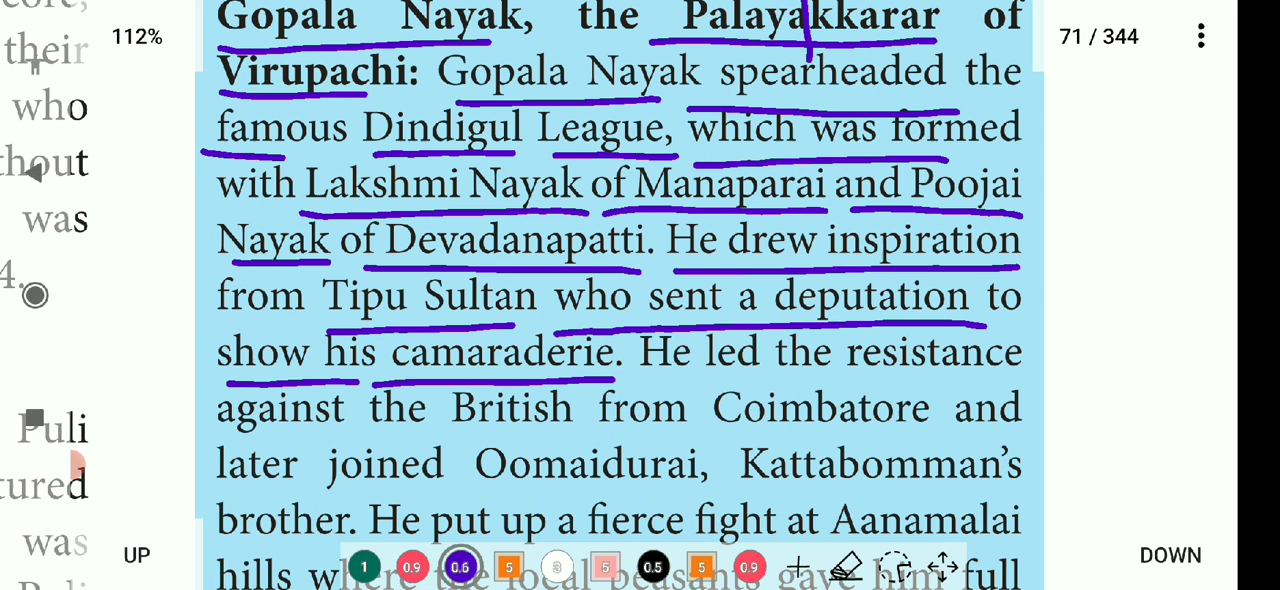 112%
71 / 344
their
who
thout
was
4.
Puli
tured
was
Gopala Nayak, the Palayakkarar of
Virupachi: Gopala Nayak spearheaded the
famous Dindigul League, which was formed
with Lakshmi Nayak of Manaparai and Poojai
Nayak of Devadanapatti. He drew inspiration
from Tipu Sultan who sent a deputation to
show his camaraderie. He led the resistance
against the British from Coimbatore and
later joined Oomaidurai, Kattabomman's
brother. He put up a fierce fight at Aanamalai
hills where the local peasants gave him full
UP
1 0.9 0.6 5 3 5 0.5 5 0.9
DOWN